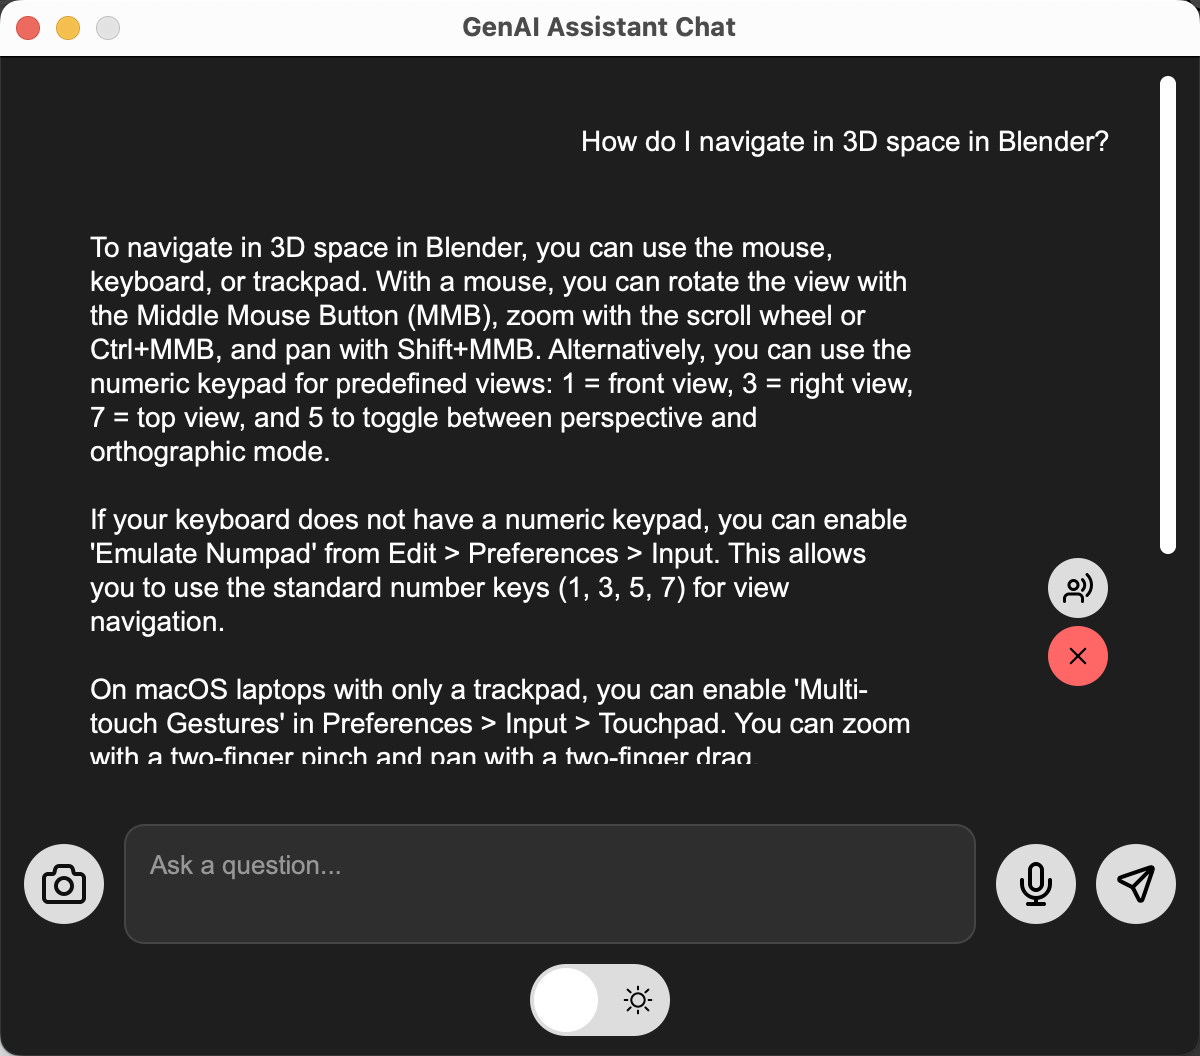 GenAI Assistant Chat
How do I navigate in 3D space in Blender?
To navigate in 3D space in Blender, you can use the mouse,
keyboard, or trackpad. With a mouse, you can rotate the view with
the Middle Mouse Button (MMB), zoom with the scroll wheel or
Ctrl+MMB, and pan with Shift+MMB. Alternatively, you can use the
numeric keypad for predefined views: 1 = front view, 3 = right view,
7 = top view, and 5 to toggle between perspective and
orthographic mode.
If your keyboard does not have a numeric keypad, you can enable
'Emulate Numpad' from Edit > Preferences > Input. This allows
you to use the standard number keys (1, 3, 5, 7) for view
navigation.
On macOS laptops with only a trackpad, you can enable 'Multi-
touch Gestures' in Preferences > Input > Touchpad. You can zoom
with a two-finger pinch and pan with a two-finger drag.
Ask a question...